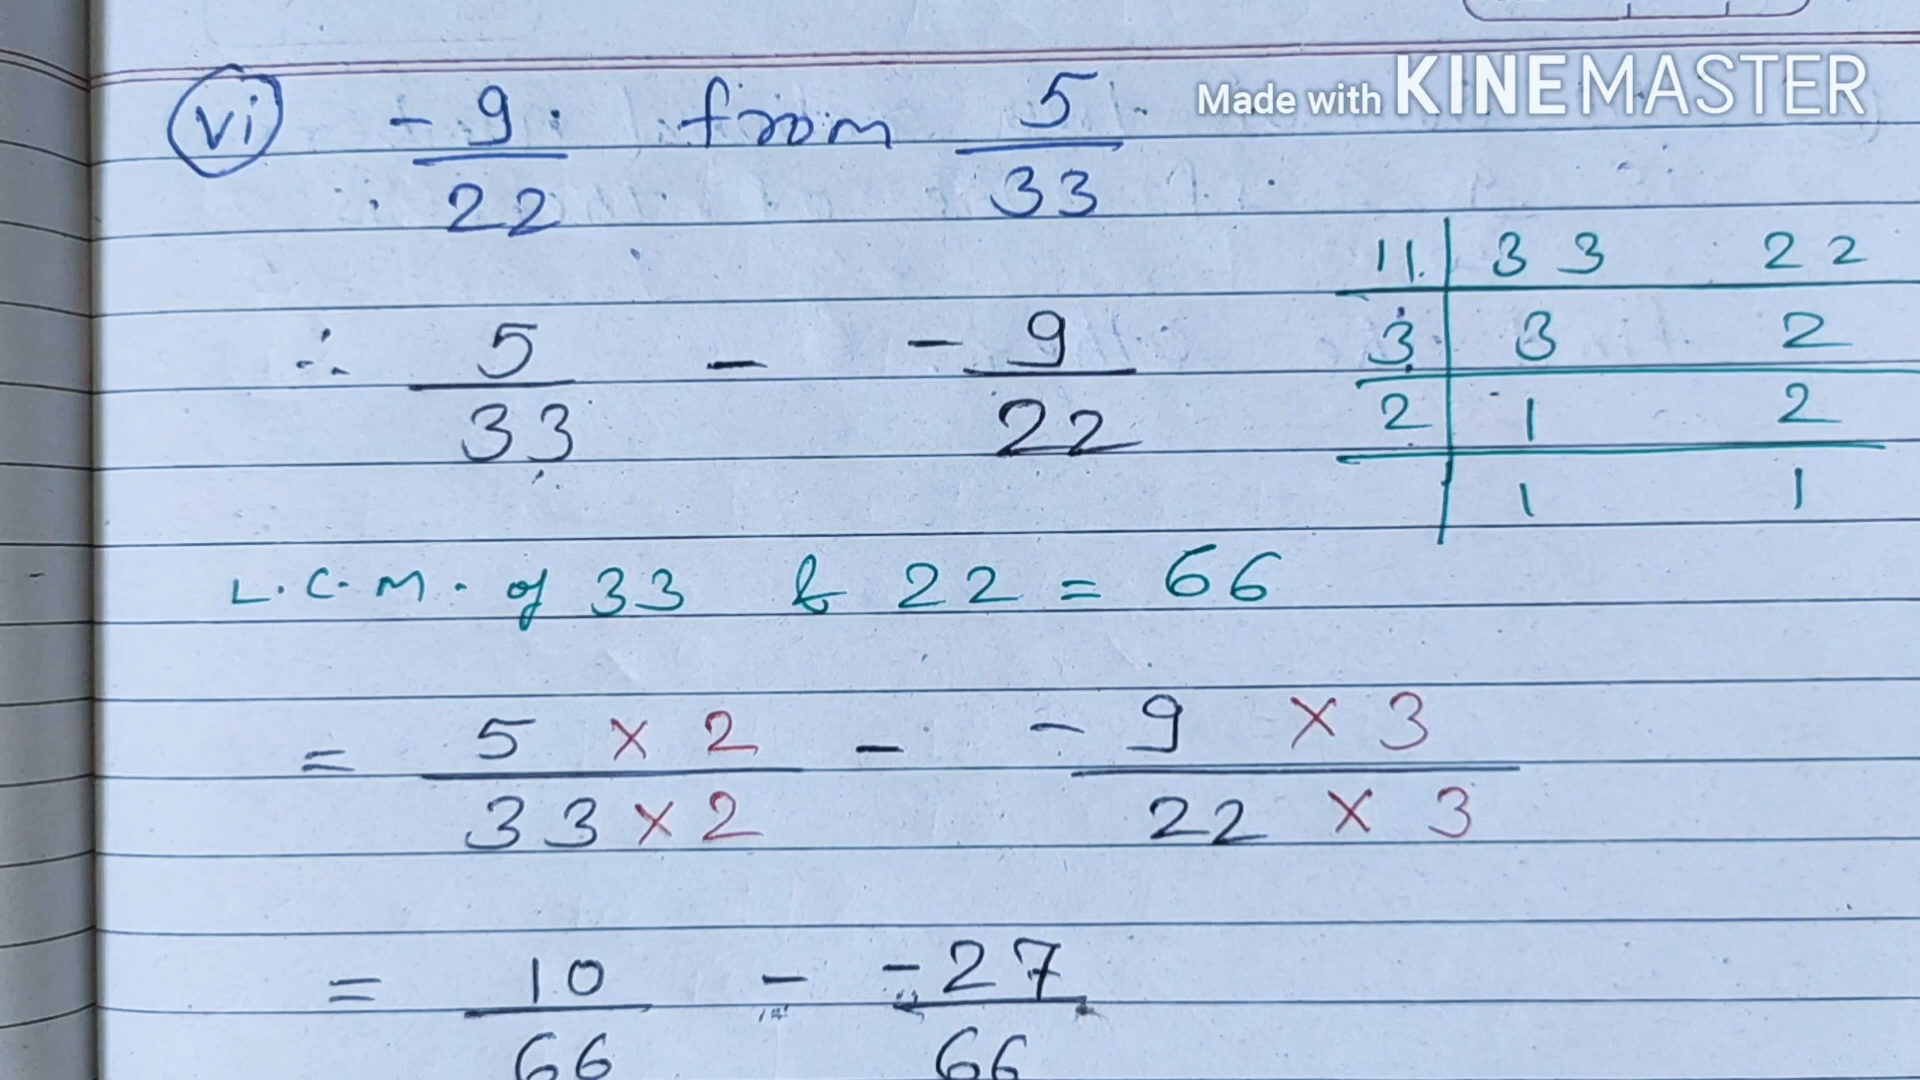 Made with KINEMASTER
vi -9/22 from 5/33
11 | 33 22
3 | 3 2
2 | 1 2
1 1
∴ 5/33 - -9/22
L.C.M. of 33 & 22 = 66
= 5 × 2 / 33 × 2 - -9 × 3 / 22 × 3
= 10/66 - -27/66